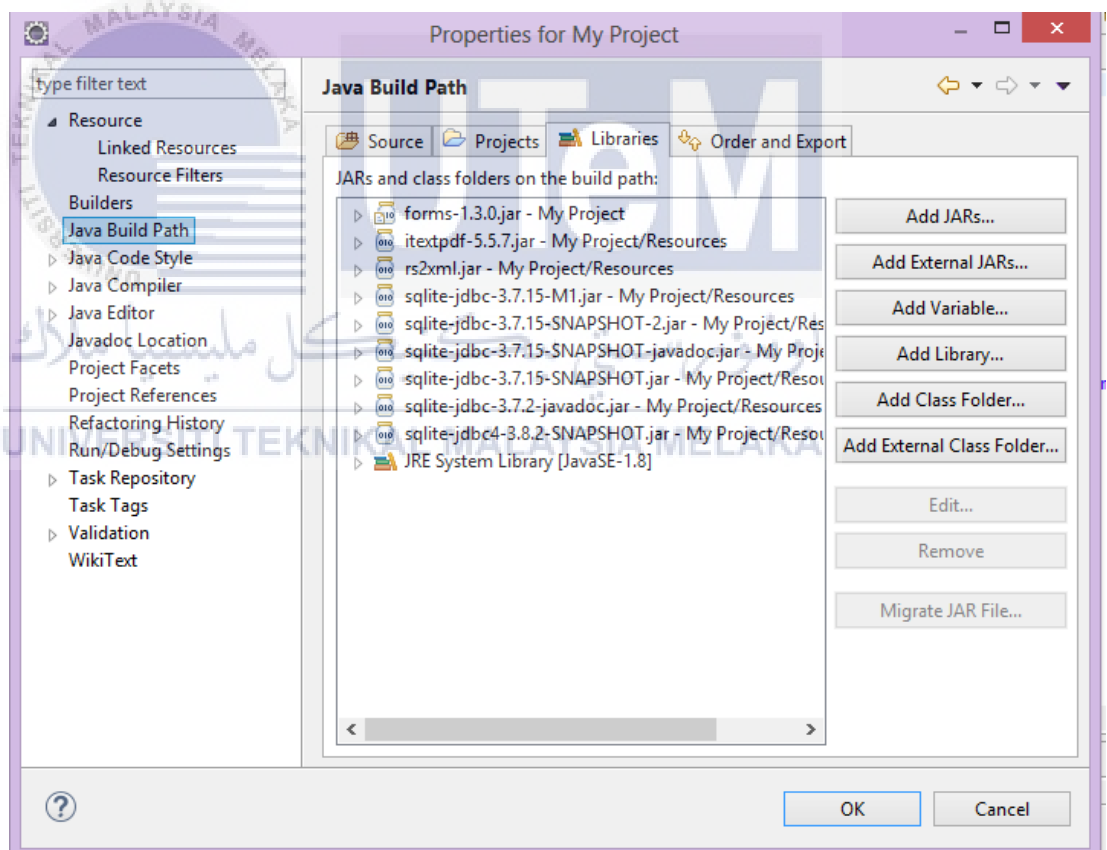 Properties for My Project
type filter text
Resource
Linked Resources
Resource Filters
Builders
Java Build Path
Java Code Style
Java Compiler
Java Editor
Javadoc Location
Project Facets
Project References
Refactoring History
Run/Debug Settings
Task Repository
Task Tags
Validation
WikiText
Java Build Path
Source Projects Libraries Order and Export
JARs and class folders on the build path:
forms-1.3.0.jar - My Project
itextpdf-5.5.7.jar - My Project/Resources
rs2xml.jar - My Project/Resources
sqlite-jdbc-3.7.15-M1.jar - My Project/Resources
sqlite-jdbc-3.7.15-SNAPSHOT-2.jar - My Project/Res
sqlite-jdbc-3.7.15-SNAPSHOT-javadoc.jar - My Proje
sqlite-jdbc-3.7.15-SNAPSHOT.jar - My Project/Resou
sqlite-jdbc-3.7.2-javadoc.jar - My Project/Resources
sqlite-jdbc4-3.8.2-SNAPSHOT.jar - My Project/Resou
JRE System Library [JavaSE-1.8]
Add JARs...
Add External JARs...
Add Variable...
Add Library...
Add Class Folder...
Add External Class Folder...
Edit...
Remove
Migrate JAR File...
OK
Cancel
UTeM
UNIVERSITI TEKNIKAL MALAYSIA MELAKA